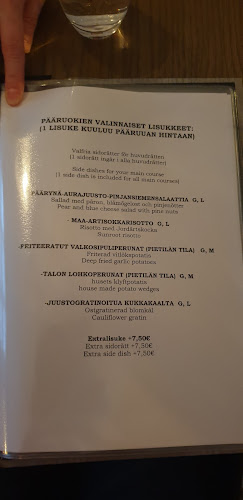 PÄÄRUOKIEN VALINNAISET LISUKKEET:
(1 LISUKE KUULUU PÄÄRUUAN HINTAAN)
Valfria sidorätter för huvudrätten
(1 sidorätt ingår i alla huvudrätten)
Side dishes for your main course
(1 side dish is included for all main courses)
-PÄÄRYNÄ-AURAJUUSTO-PINJANSIEMENSALAATTIA G, L
Sallad med päron, blåmögelost och pinjenötter
Pear and blue cheese salad with pine nuts
- MAA-ARTISOKKARISOTTO G, L
Risotto med Jordärtskocka
Sunroot risotto
-FRITEERATUT VALKOSIPULIPERUNAT (PIETILÄN TILA) G, M
Friterad vitlökspotatis
Deep fried garlic potatoes
-TALON LOHKOPERUNAT (PIETILÄN TILA) G, M
husets klyftpotatis
house made potato wedges
-JUUSTOGRATINOITUA KUKKAKAALTA G, L
Ostgratinerad blomkål
Cauliflower gratin
Extralisuke +7,50€
Extra sidorätt +7,50€
Extra side dish +7,50€